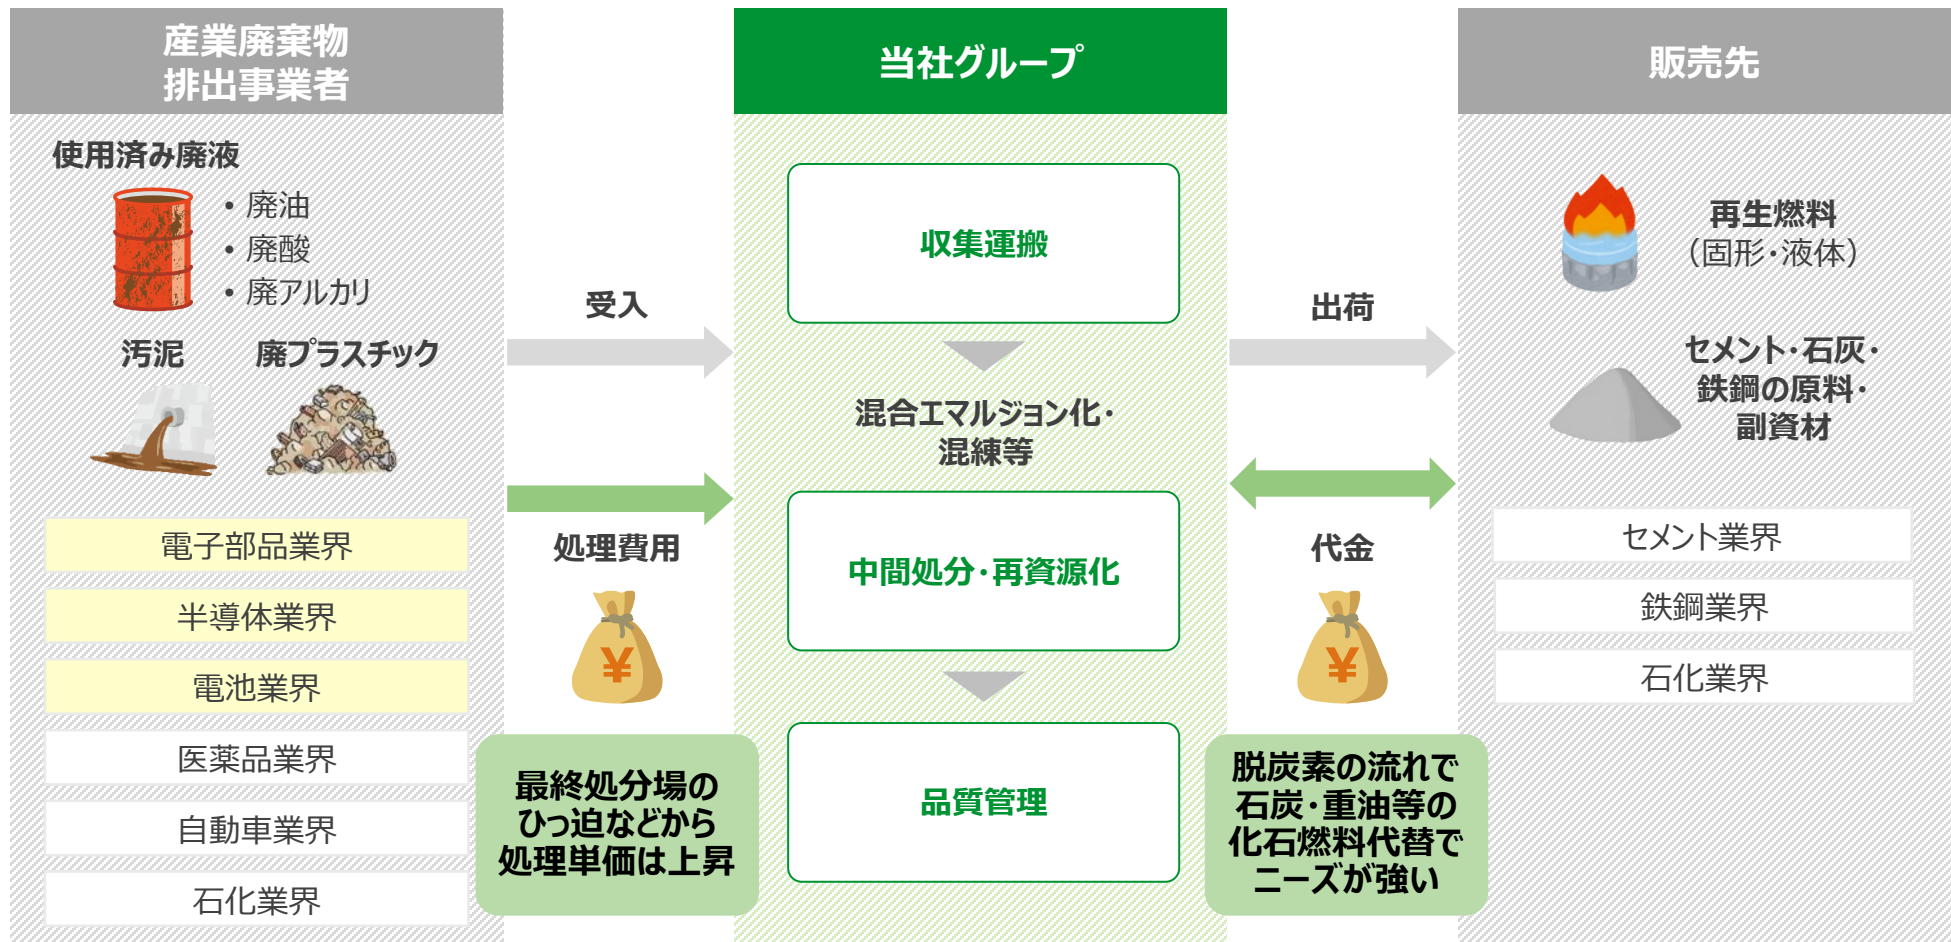 産業廃棄物
排出事業者
使用済み廃液
・廃油
・廃酸
・廃アルカリ
汚泥
廃プラスチック
電子部品業界
半導体業界
電池業界
医薬品業界
自動車業界
石化業界
受入
処理費用
¥
最終処分場の
ひっ迫などから
処理単価は上昇
当社グループ
収集運搬
混合エマルジョン化・
混練等
中間処分・再資源化
品質管理
出荷
代金
¥
脱炭素の流れで
石炭・重油等の
化石燃料代替で
ニーズが強い
販売先
再生燃料
（固形・液体）
セメント・石灰・
鉄鋼の原料・
副資材
セメント業界
鉄鋼業界
石化業界